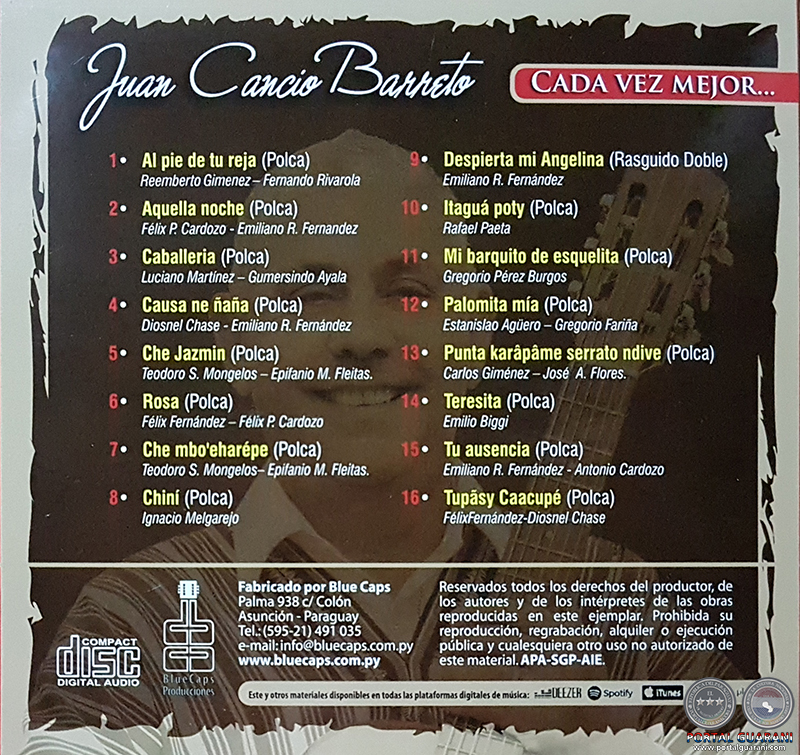 Juan Cancio Barreto
CADA VEZ MEJOR...
1• Al pie de tu reja (Polca)
Reemberto Gimenez – Fernando Rivarola
2• Aquella noche (Polca)
Félix P. Cardozo - Emiliano R. Fernandez
3• Caballeria (Polca)
Luciano Martínez – Gumersindo Ayala
4• Causa ne ñaña (Polca)
Diosnel Chase - Emiliano R. Fernández
5• Che Jazmin (Polca)
Teodoro S. Mongelos – Epifanio M. Fleitas.
6• Rosa (Polca)
Félix Fernández – Félix P. Cardozo
7• Che mbo'eharépe (Polca)
Teodoro S. Mongelos– Epifanio M. Fleitas.
8• Chiní (Polca)
Ignacio Melgarejo
9• Despierta mi Angelina (Rasguido Doble)
Emiliano R. Fernández
10• Itaguá poty (Polca)
Rafael Paeta
11• Mi barquito de esquelita (Polca)
Gregorio Pérez Burgos
12• Palomita mía (Polca)
Estanislao Agüero – Gregorio Fariña
13• Punta karâpâme serrato ndive (Polca)
Carlos Giménez – José A. Flores.
14• Teresita (Polca)
Emilio Biggi
15• Tu ausencia (Polca)
Emiliano R. Fernández - Antonio Cardozo
16• Tupãsy Caacupé (Polca)
FélixFernández-Diosnel Chase
COMPACT
disc
DIGITAL AUDIO
BlueCaps
Producciones
Fabricado por Blue Caps
Palma 938 c/ Colón
Asunción - Paraguay
Tel.: (595-21) 491 035
e-mail:info@bluecaps.com.py
www.bluecaps.com.py
Reservados todos los derechos del productor, de
los autores y de los intérpretes de las obras
reproducidas en este ejemplar. Prohibida su
reproducción, regrabación, alquiler o ejecución
pública y cualesquiera otro uso no autorizado de
este material. APA-SGP-AIE.
Este y otros materiales disponibles en todas las plataformas digitales de música: DEEZER Spotify iTunes
PORTAL GUARANI
www.portalguarani.com